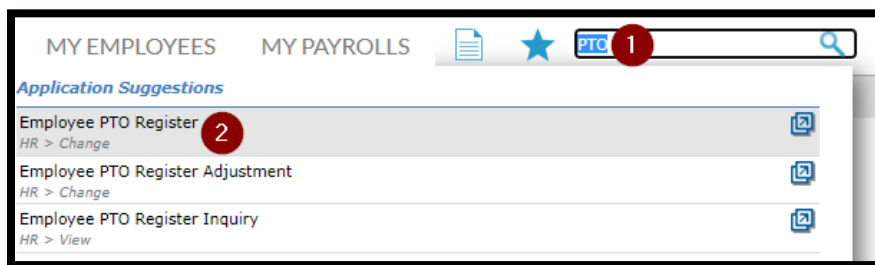 MY EMPLOYEES MY PAYROLLS PTO 1
Application Suggestions
Employee PTO Register 2
HR > Change
Employee PTO Register Adjustment
HR > Change
Employee PTO Register Inquiry
HR > View